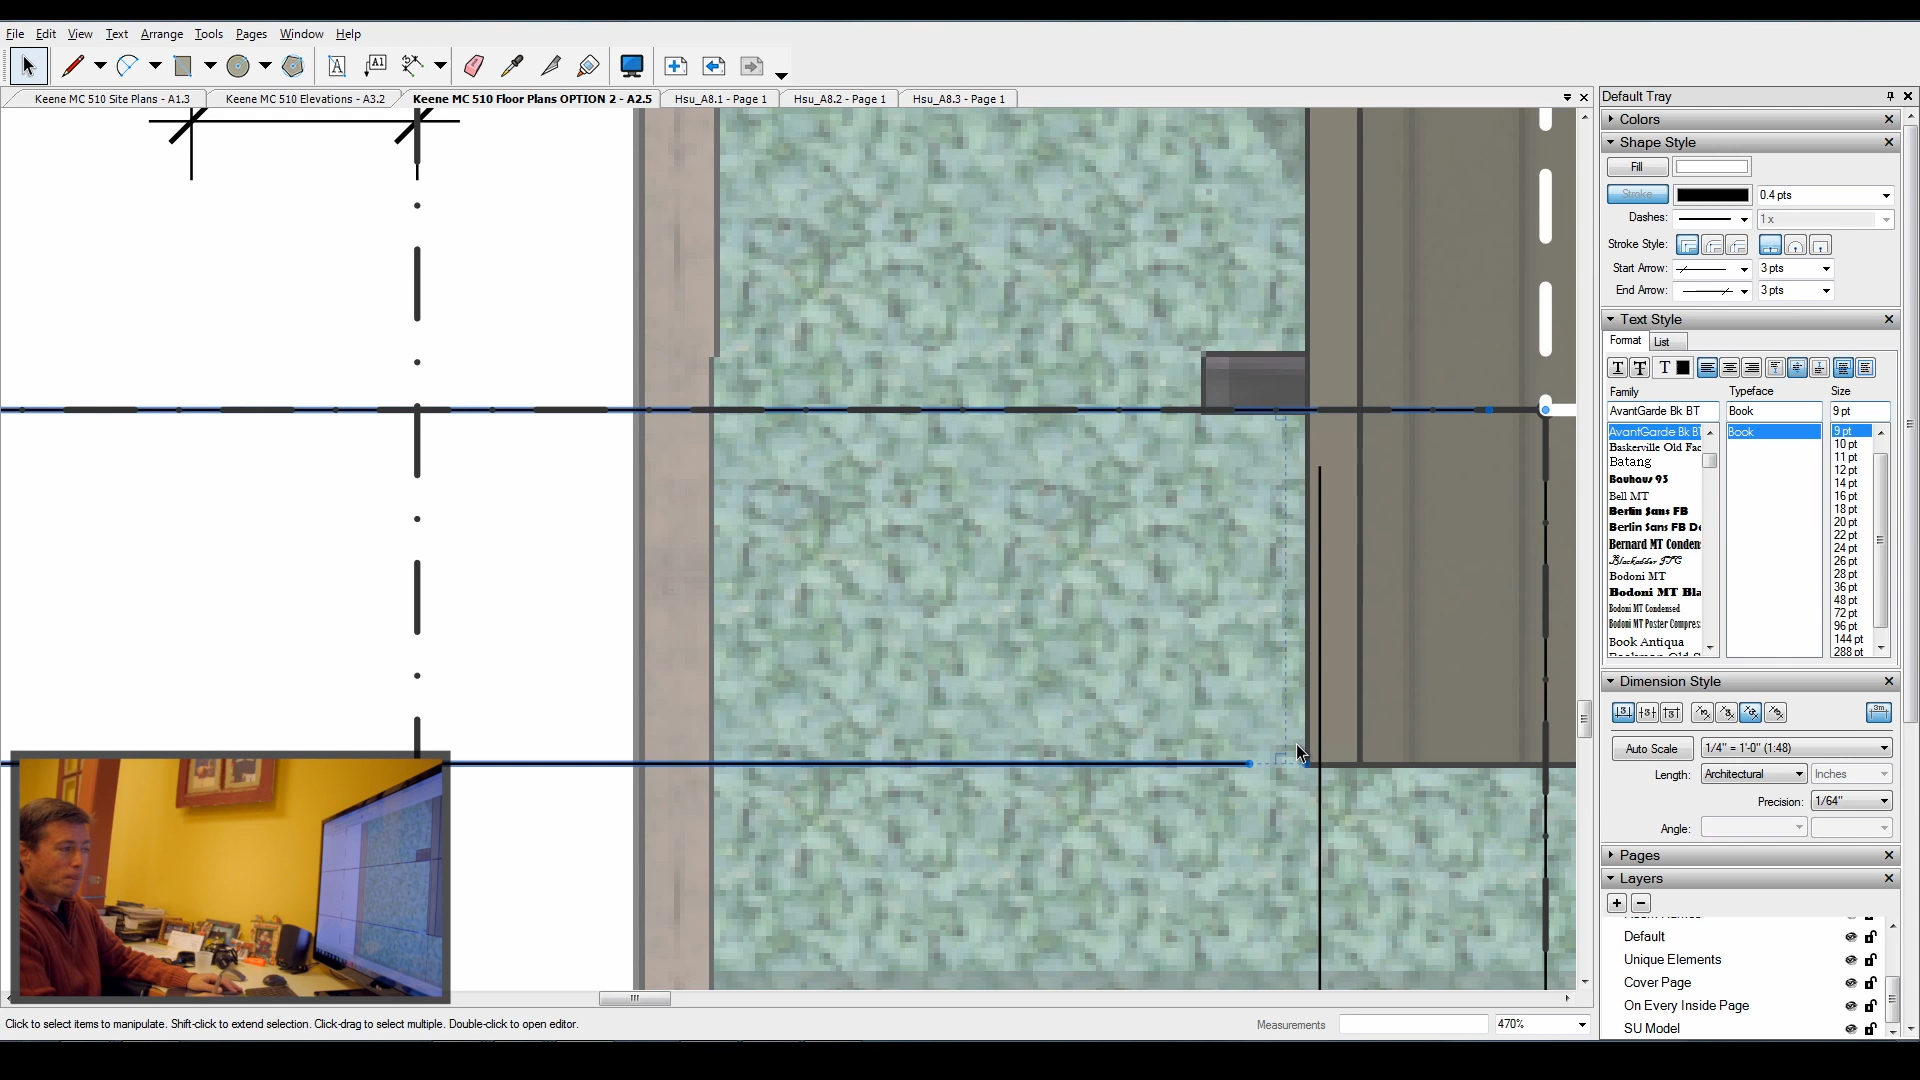 File Edit View Text Arrange Tools Pages Window Help
Keene MC 510 Site Plans - A1.3
Keene MC 510 Elevations - A3.2
Keene MC 510 Floor Plans OPTION 2 - A2.5
Hsu_A8.1 - Page 1
Hsu_A8.2 - Page 1
Hsu_A8.3 - Page 1
Default Tray
Colors
Shape Style
Fill
Stroke 0.4 pts
Dashes: 1x
Stroke Style:
Start Arrow: 3 pts
End Arrow: 3 pts
Text Style
Format List
Family Typeface Size
AvantGarde Bk BT Book 9 pt
AvantGarde Bk BT Book 9 pt
Baskerville Old Fac
Batang
Bauhaus 93
Bell MT
Berlin Sans FB
Berlin Sans FB De
Bernard MT Conden
Blackadder ITC
Bodoni MT
Bodoni MT Bla
Bodoni MT Condensed
Bodoni MT Poster Compres
Book Antiqua
10 pt
11 pt
12 pt
14 pt
16 pt
18 pt
20 pt
22 pt
24 pt
26 pt
28 pt
36 pt
48 pt
72 pt
96 pt
144 pt
288 pt
Dimension Style
Auto Scale 1/4" = 1'-0" (1:48)
Length: Architectural Inches
Precision: 1/64"
Angle:
Pages
Layers
Default
Unique Elements
Cover Page
On Every Inside Page
SU Model
Click to select items to manipulate. Shift-click to extend selection. Click-drag to select multiple. Double-click to open editor.
Measurements
470%